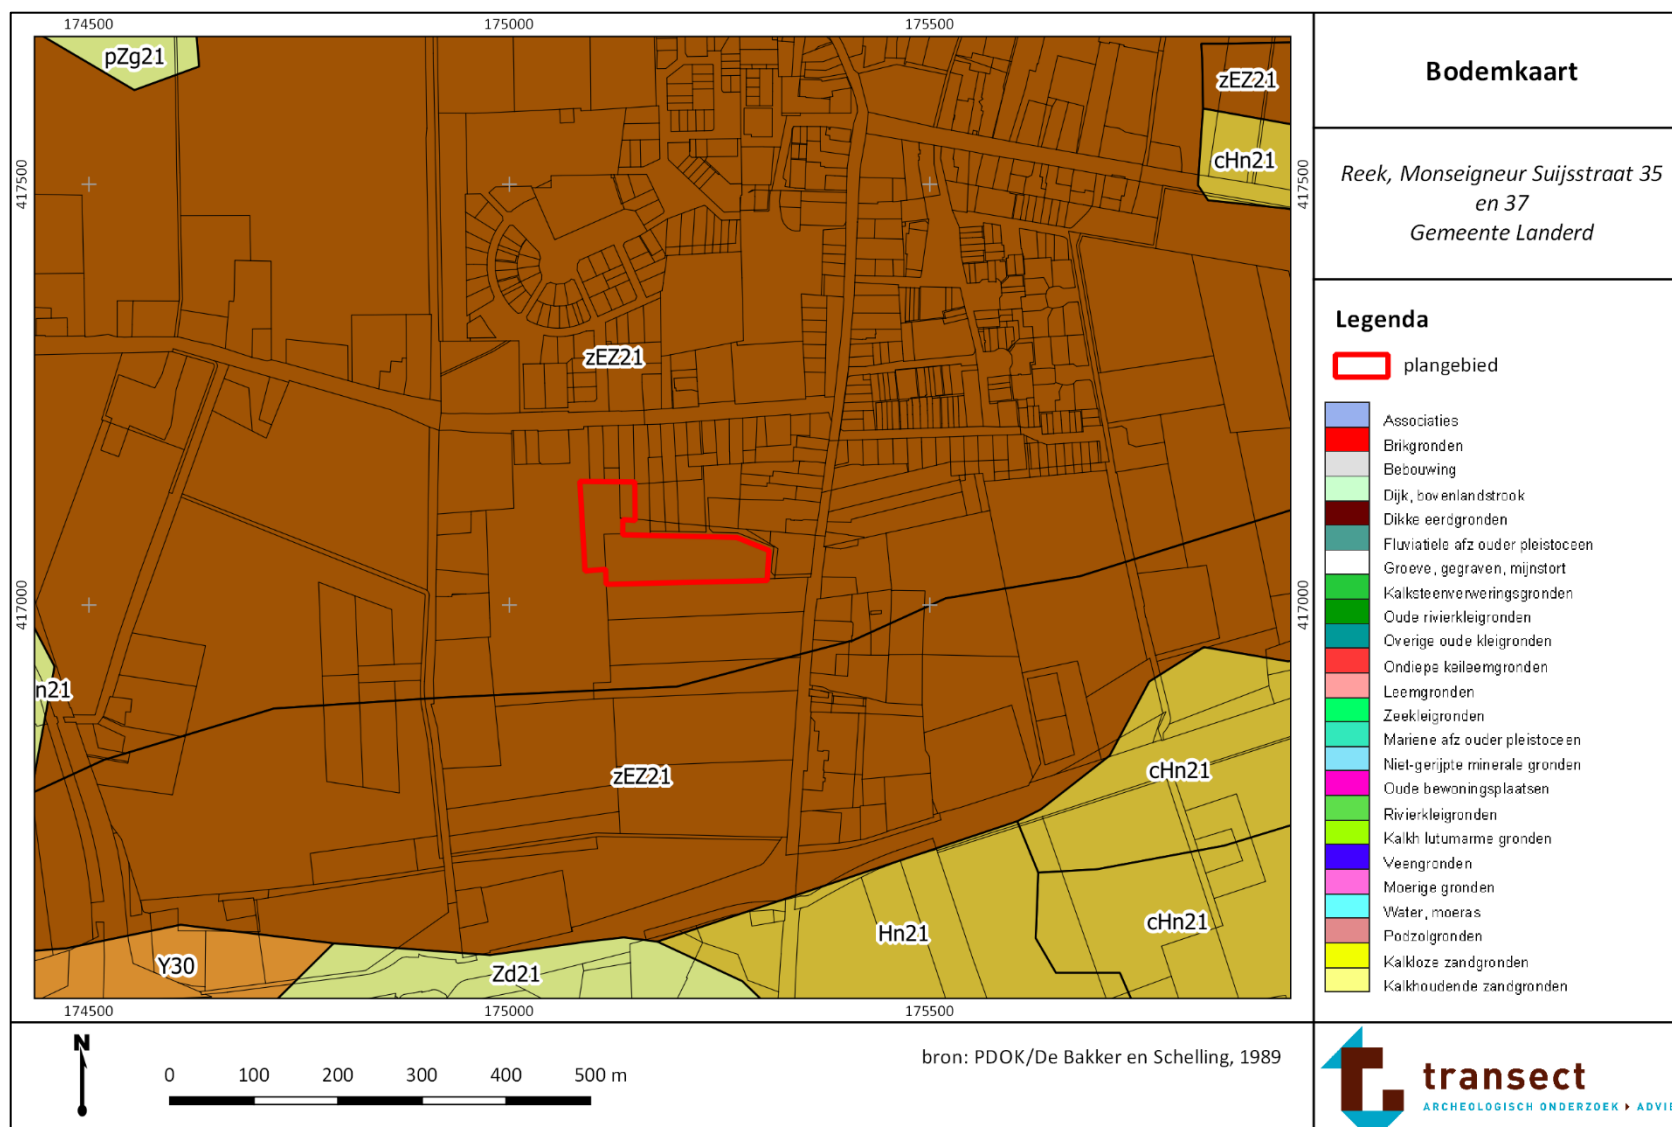 174500
175000
175500
pZg21
zEZ21
cHn21
417500
417500
zEZ21
417000
417000
n21
zEZ21
cHn21
Hn21
cHn21
Y30
Zd21
174500
175000
175500
N
0 100 200 300 400 500 m
bron: PDOK/De Bakker en Schelling, 1989
Bodemkaart
Reek, Monseigneur Suijsstraat 35
en 37
Gemeente Landerd
Legenda
plangebied
Associaties
Brikgronden
Bebouwing
Dijk, bovenlandstrook
Dikke eerdgronden
Fluviatiele afz ouder pleistoceen
Groeve, gegraven, mijnstort
Kalksteenverweringsgronden
Oude rivierkleigronden
Overige oude kleigronden
Ondiepe keileemgronden
Leemgronden
Zeekleigronden
Mariene afz ouder pleistoceen
Niet-gerijpte minerale gronden
Oude bewoningsplaatsen
Rivierkleigronden
Kalkh lutumarme gronden
Veengronden
Moerige gronden
Water, moeras
Podzolgronden
Kalkloze zandgronden
Kalkhoudende zandgronden
transect
ARCHEOLOGISCH ONDERZOEK ▸ ADVIE